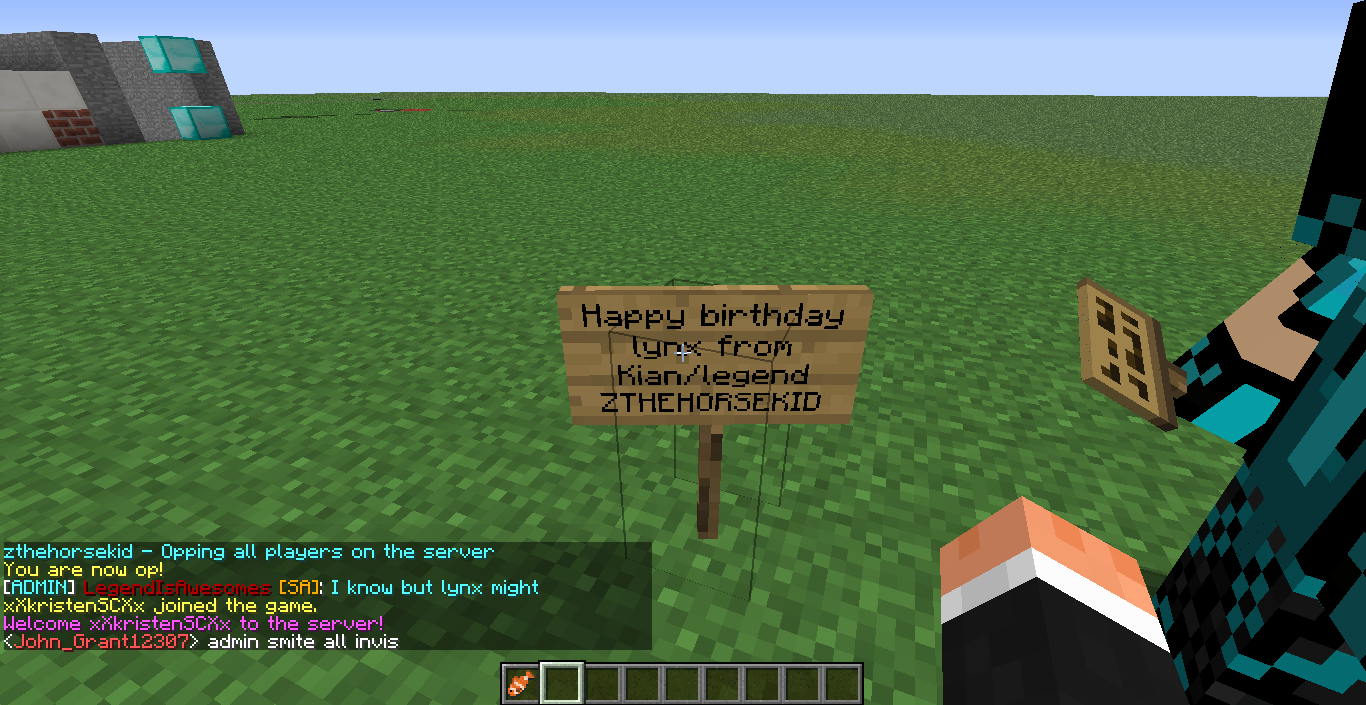 Happy birthday
lynx from
Kian/legend
ZTHEHORSEKID
zthehorsekid - Opping all players on the server
You are now op!
[ADMIN] LegendIsAwesomes [SA]: I know but lynx might
xXkristenSCXx joined the game.
Welcome xXkristenSCXx to the server!
<John_Grant12307> admin smite all invis